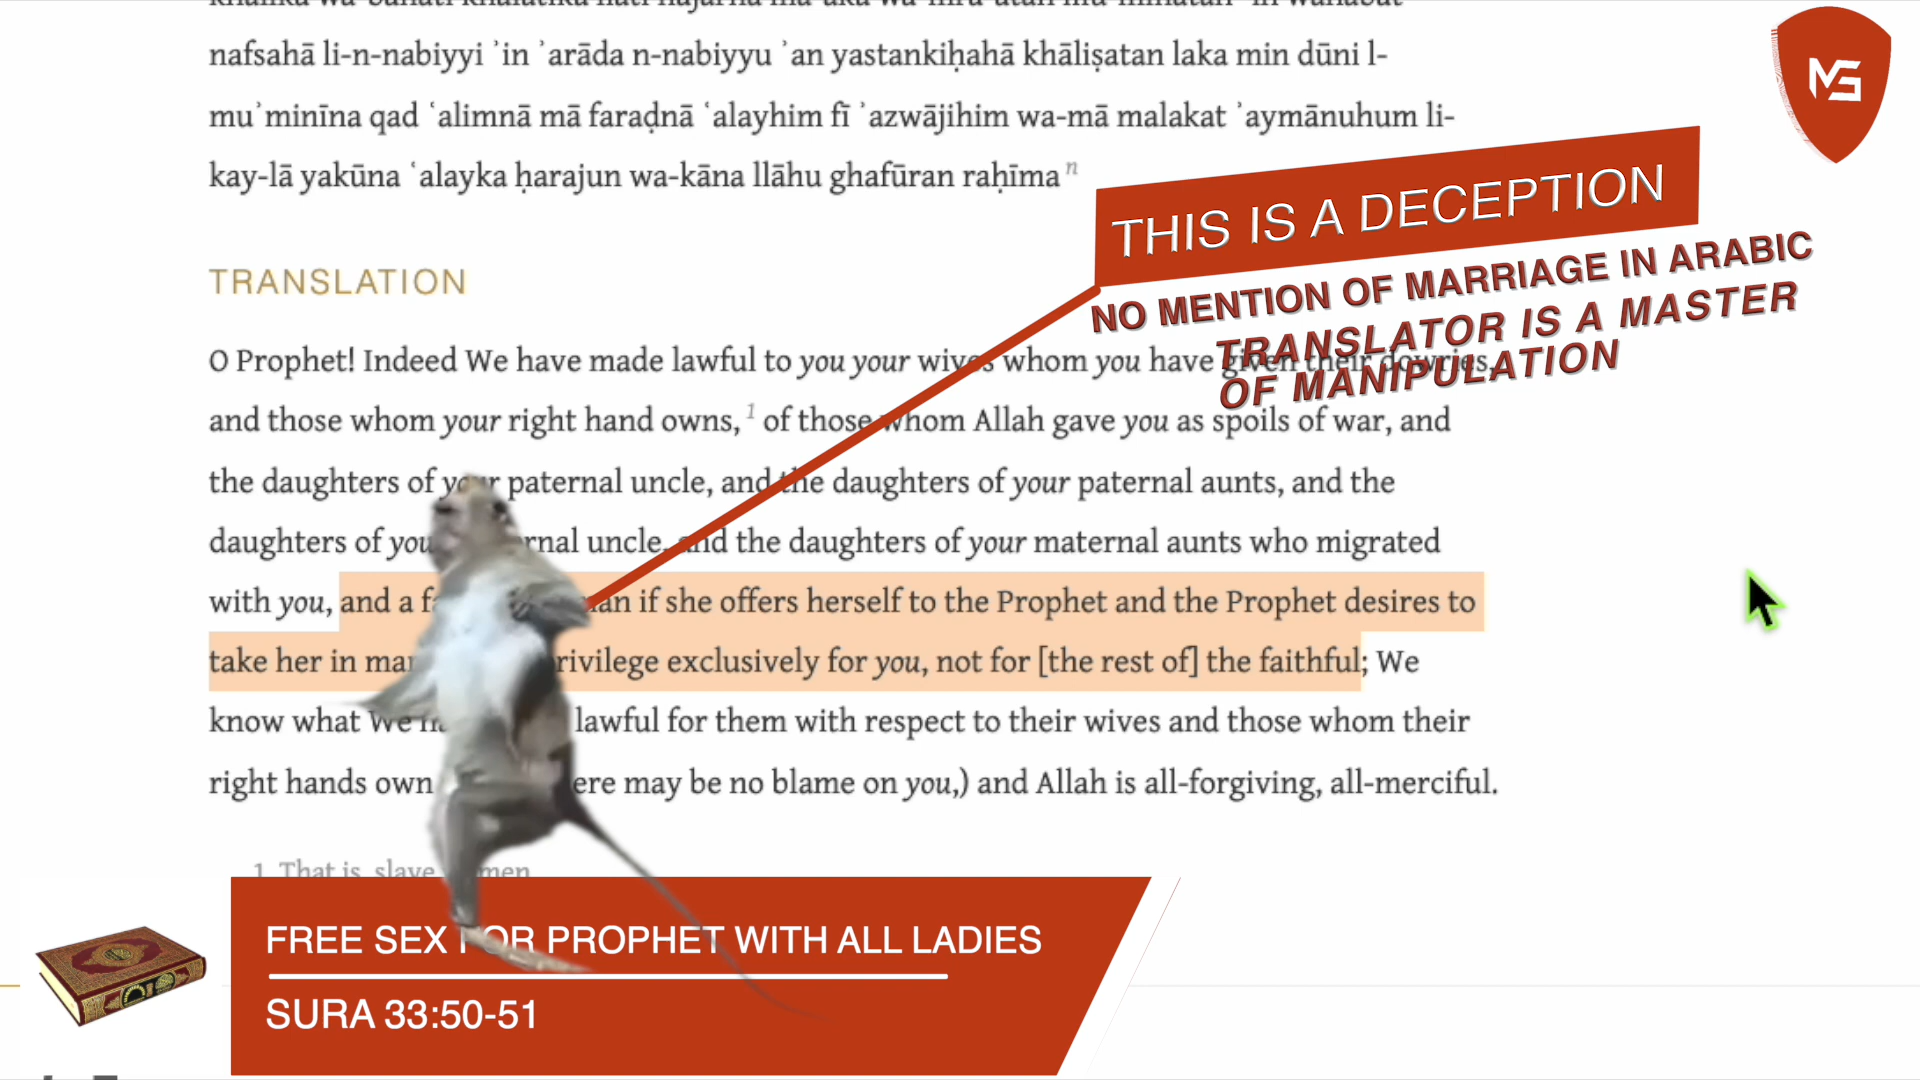 nafsahā li-n-nabiyyi ʾin ʾarāda n-nabiyyu ʾan yastankiḥahā khāliṣatan laka min dūni l-
muʾminīna qad ʿalimnā mā faraḍnā ʿalayhim fī ʾazwājihim wa-mā malakat ʾaymānuhum li-
kay-lā yakūna ʿalayka ḥarajun wa-kāna llāhu ghafūran raḥīma n
MS
THIS IS A DECEPTION
NO MENTION OF MARRIAGE IN ARABIC
TRANSLATOR IS A MASTER
OF MANIPULATION
TRANSLATION
O Prophet! Indeed We have made lawful to you your wives whom you have given their dowries,
and those whom your right hand owns, 1 of those whom Allah gave you as spoils of war, and
the daughters of your paternal uncle, and the daughters of your paternal aunts, and the
daughters of uncle, and the daughters of your maternal aunts who migrated
with you, and a if she offers herself to the Prophet and the Prophet desires to
take her in exclusively for you, not for [the rest of] the faithful; We
know what We lawful for them with respect to their wives and those whom their
right hands own may be no blame on you,) and Allah is all-forgiving, all-merciful.
1. That is, slave
FREE SEX FOR PROPHET WITH ALL LADIES
SURA 33:50-51